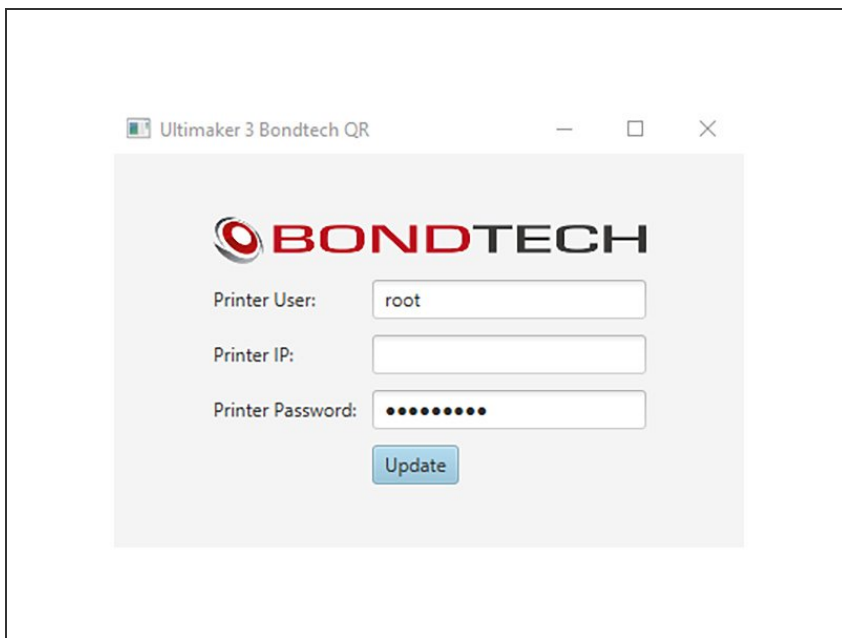 Ultimaker 3 Bondtech QR
BONDTECH
Printer User: root
Printer IP:
Printer Password: •••••••••
Update